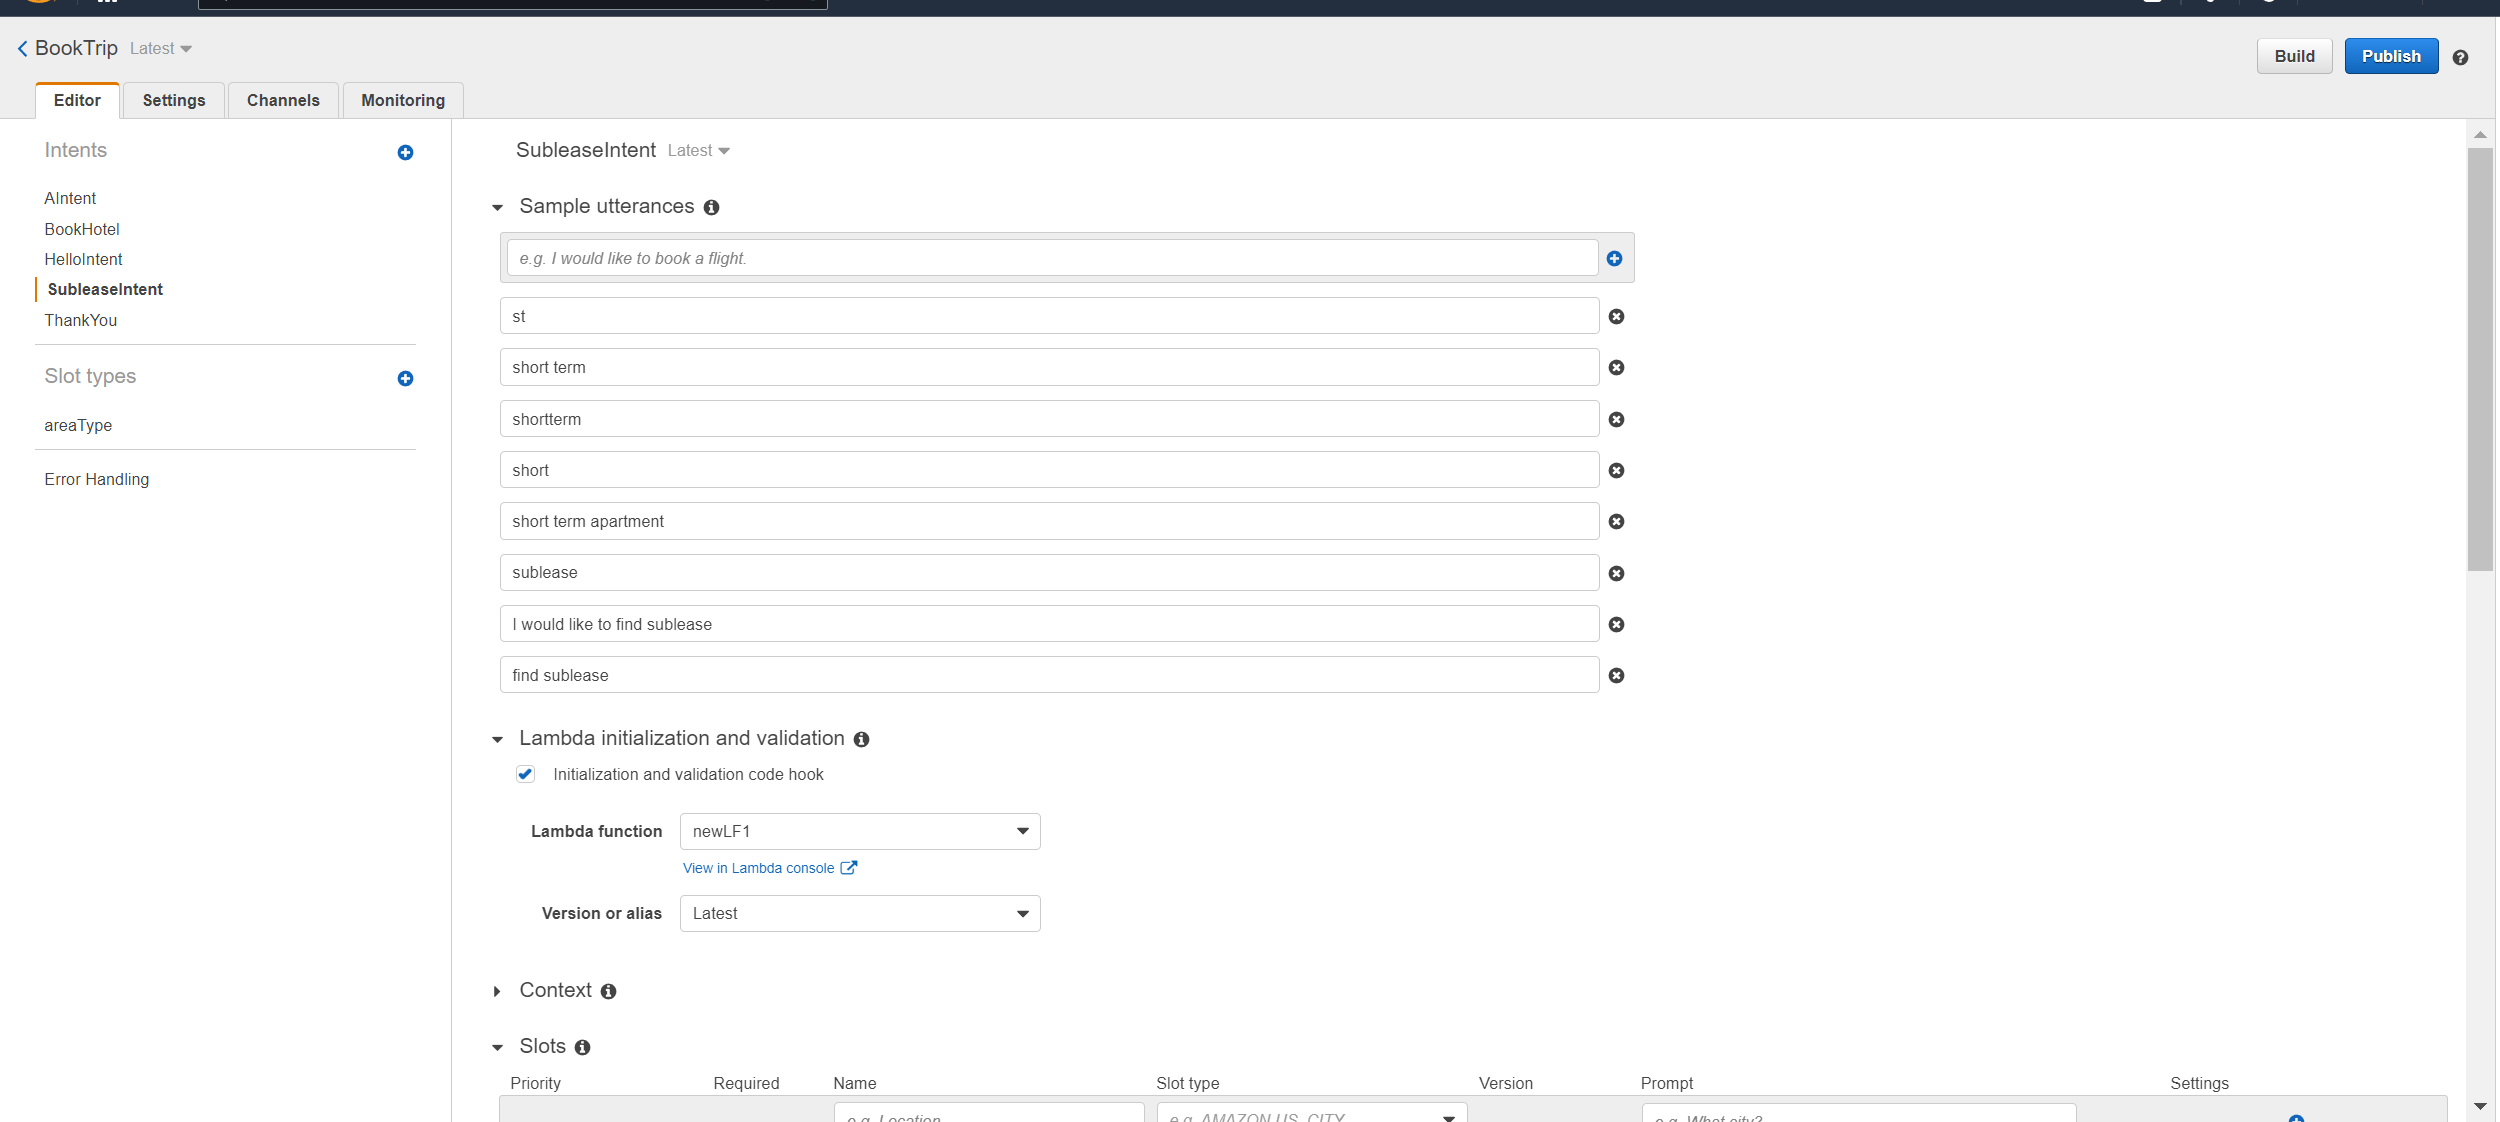 BookTrip Latest
Build Publish
Editor Settings Channels Monitoring
Intents
AIntent
BookHotel
HelloIntent
SubleaseIntent
ThankYou
Slot types
areaType
Error Handling
SubleaseIntent Latest
Sample utterances
e.g. I would like to book a flight.
st
short term
shortterm
short
short term apartment
sublease
I would like to find sublease
find sublease
Lambda initialization and validation
Initialization and validation code hook
Lambda function newLF1
View in Lambda console
Version or alias Latest
Context
Slots
Priority Required Name Slot type Version Prompt Settings
e.g. Location e.g. AMAZON.US_CITY e.g. What city?